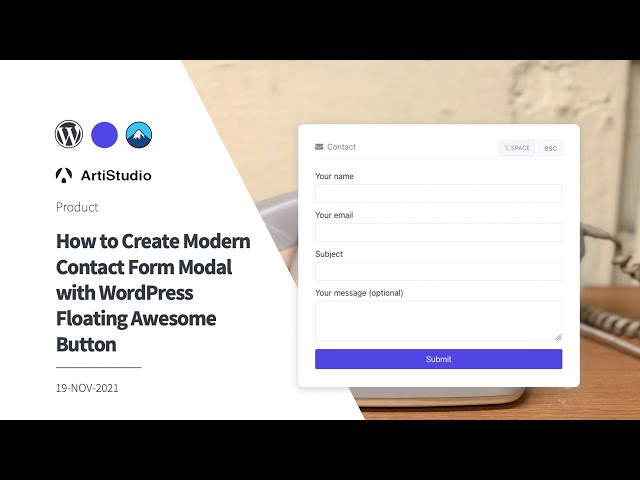 ArtiStudio
Product
How to Create Modern
Contact Form Modal
with WordPress
Floating Awesome
Button
19-NOV-2021
Contact
⌥ SPACE
esc
Your name
Your email
Subject
Your message (optional)
Submit